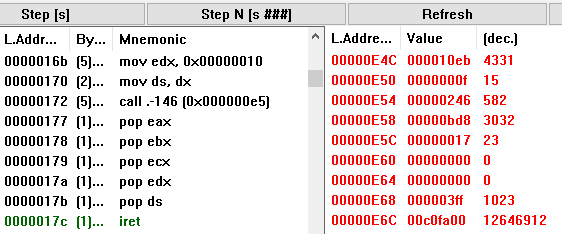 Step [s] Step N [s ###] Refresh
L.Addr... By... Mnemonic L.Addre... Value (dec.)
0000016b (5)... mov edx, 0x00000010 00000E4C 000010eb 4331
00000170 (2)... mov ds, dx 00000E50 0000000f 15
00000172 (5)... call .-146 (0x000000e5) 00000E54 00000246 582
00000177 (1)... pop eax 00000E58 00000bd8 3032
00000178 (1)... pop ebx 00000E5C 00000017 23
00000179 (1)... pop ecx 00000E60 00000000 0
0000017a (1)... pop edx 00000E64 00000000 0
0000017b (1)... pop ds 00000E68 000003ff 1023
0000017c (1)... iret 00000E6C 00c0fa00 12646912